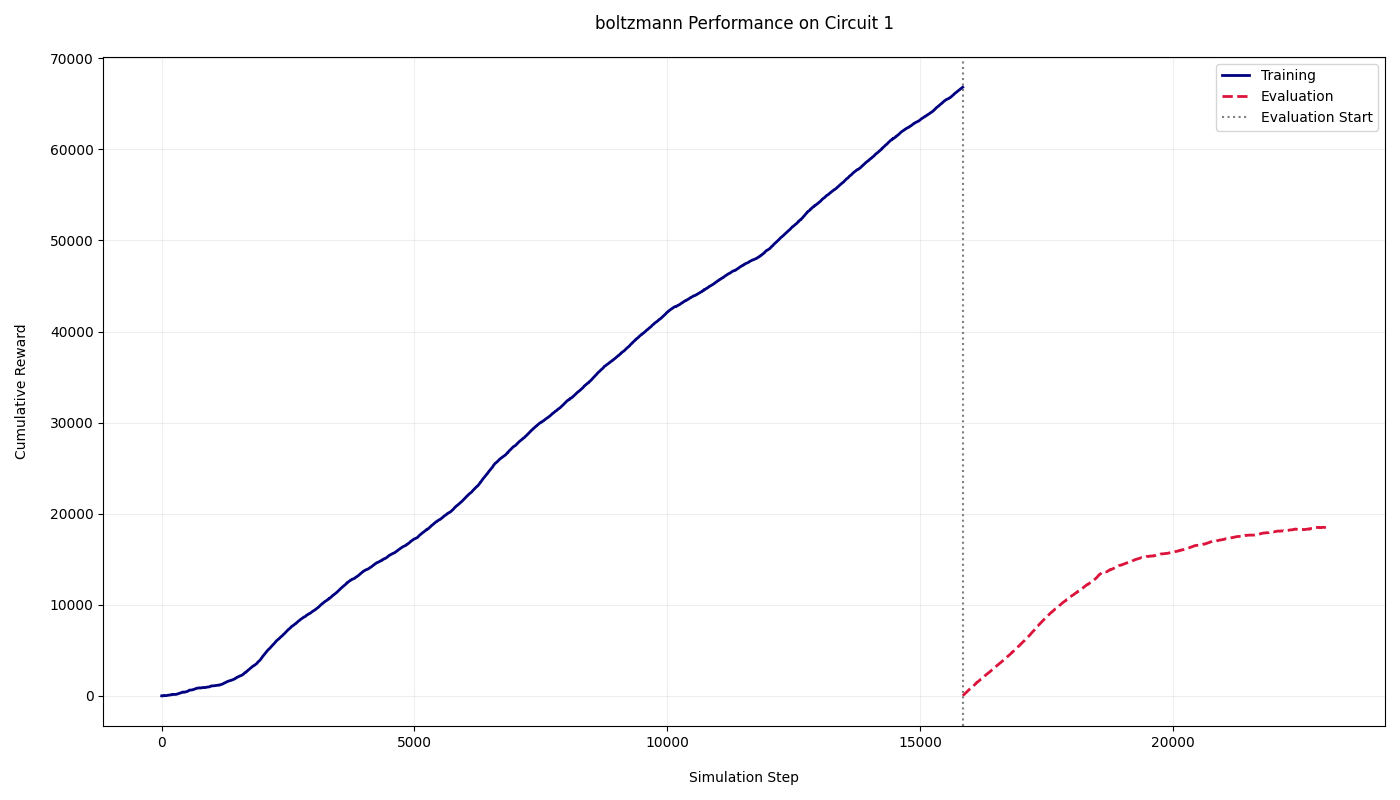 boltzmann Performance on Circuit 1
70000
60000
50000
40000
30000
20000
10000
0
Cumulative Reward
Training
Evaluation
Evaluation Start
0
5000
10000
15000
20000
Simulation Step